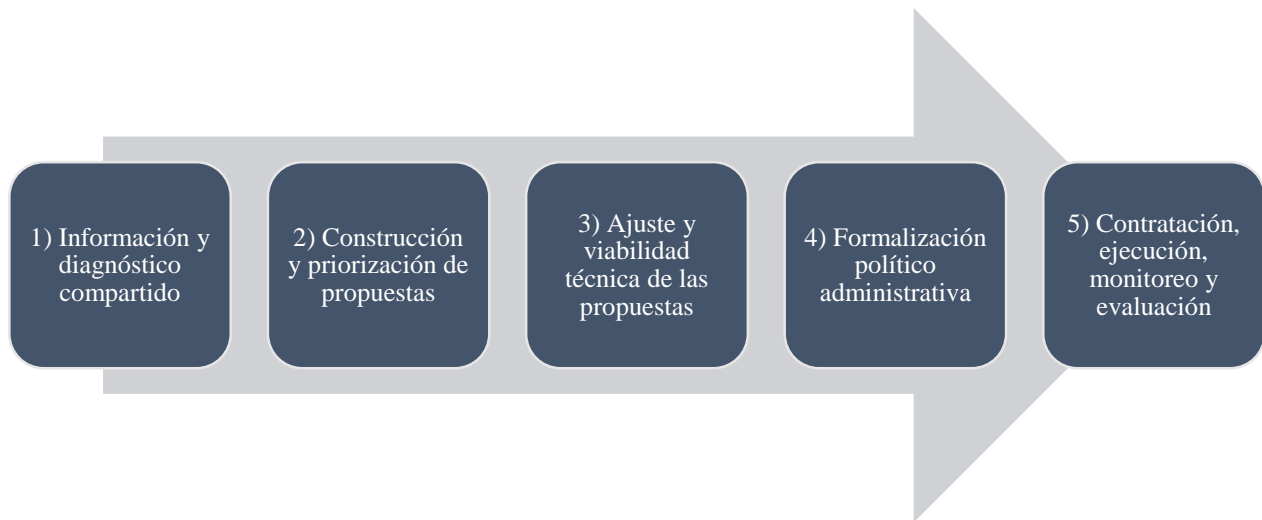 1) Información y
diagnóstico
compartido
2) Construcción
y priorización de
propuestas
3) Ajuste y
viabilidad
técnica de las
propuestas
4) Formalización
político
administrativa
5) Contratación,
ejecución,
monitoreo y
evaluación